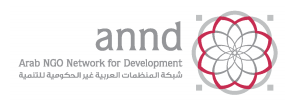 annd
Arab NGO Network for Development
شبكة المنظمات العربية غير الحكومية للتنمية